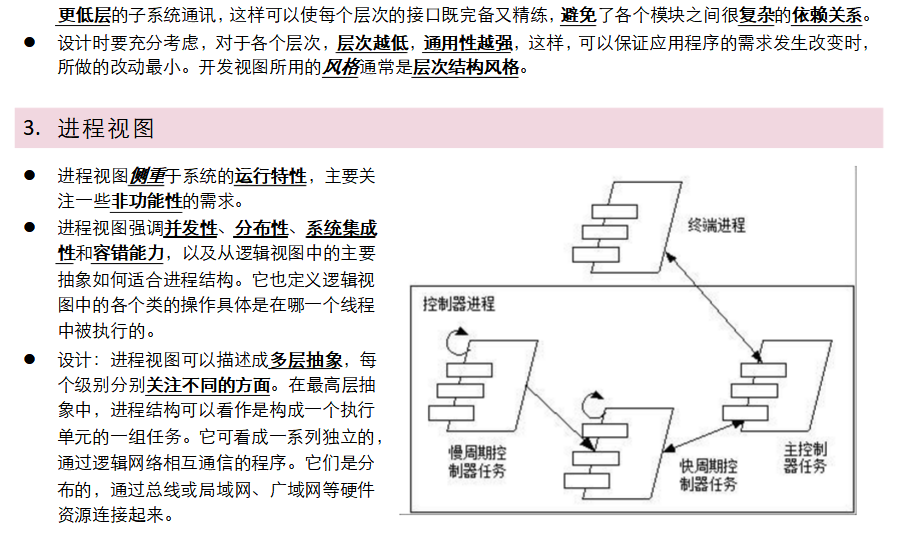 更低层的子系统通讯，这样可以使每个层次的接口既完备又精练，避免了各个模块之间很复杂的依赖关系。
● 设计时要充分考虑，对于各个层次，层次越低，通用性越强，这样，可以保证应用程序的需求发生改变时，
所做的改动最小。开发视图所用的风格通常是层次结构风格。
3. 进程视图
● 进程视图侧重于系统的运行特性，主要关
注一些非功能性的需求。
● 进程视图强调并发性、分布性、系统集成
性和容错能力，以及从逻辑视图中的主要
抽象如何适合进程结构。它也定义逻辑视
图中的各个类的操作具体是在哪一个线程
中被执行的。
● 设计：进程视图可以描述成多层抽象，每
个级别分别关注不同的方面。在最高层抽
象中，进程结构可以看作是构成一个执行
单元的一组任务。它可看成一系列独立的，
通过逻辑网络相互通信的程序。它们是分
布的，通过总线或局域网、广域网等硬件
资源连接起来。
终端进程
控制器进程
慢周期控
制器任务
快周期控
制器任务
主控制
器任务